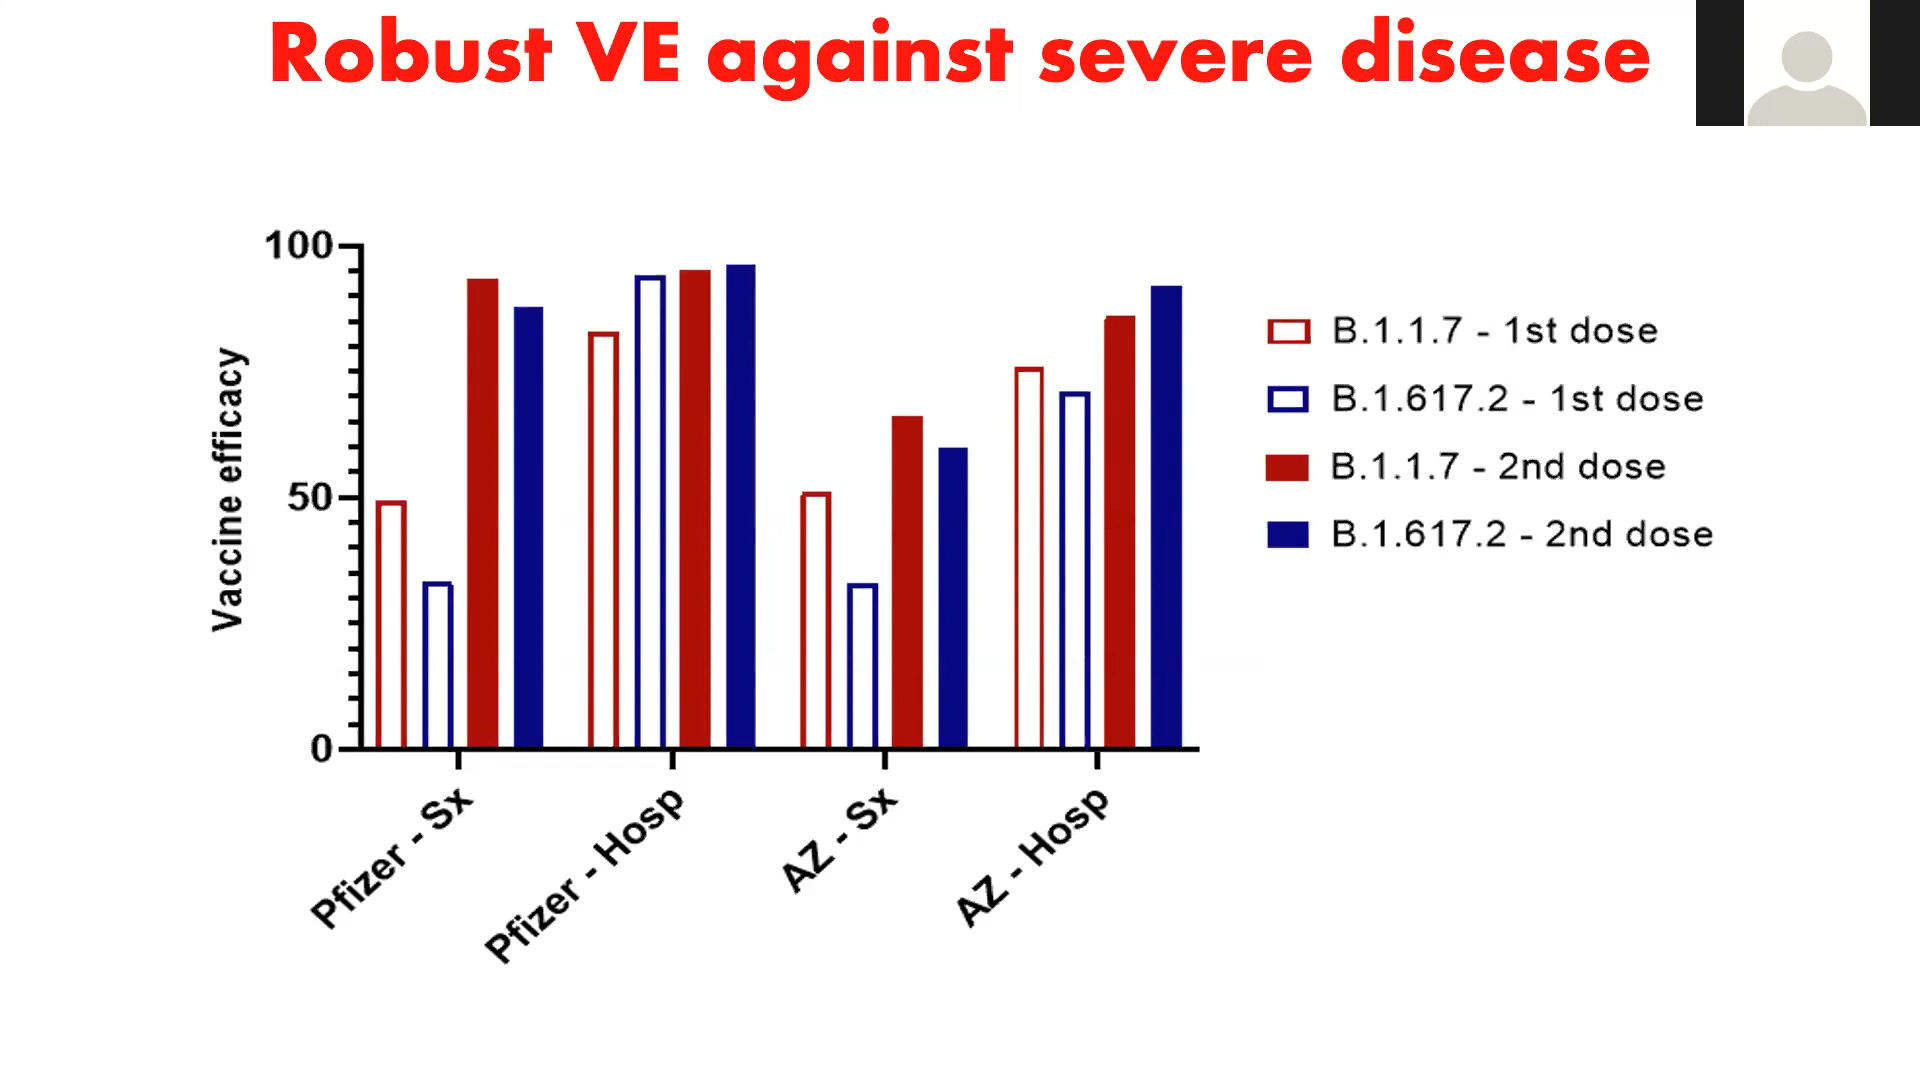 Robust VE against severe disease
100
50
0
Vaccine efficacy
Pfizer - Sx
Pfizer - Hosp
AZ - Sx
AZ - Hosp
B.1.1.7 - 1st dose
B.1.617.2 - 1st dose
B.1.1.7 - 2nd dose
B.1.617.2 - 2nd dose